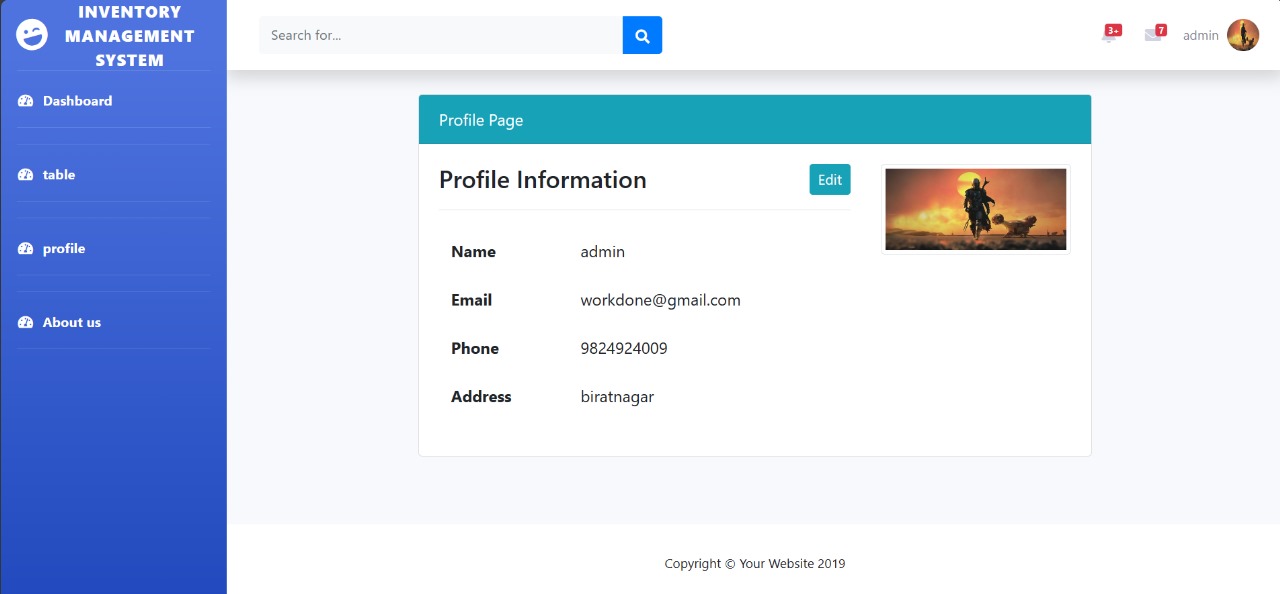 INVENTORY
MANAGEMENT
SYSTEM
Dashboard
table
profile
About us
Search for...
3+
7
admin
Profile Page
Profile Information
Edit
Name admin
Email workdone@gmail.com
Phone 9824924009
Address biratnagar
Copyright © Your Website 2019